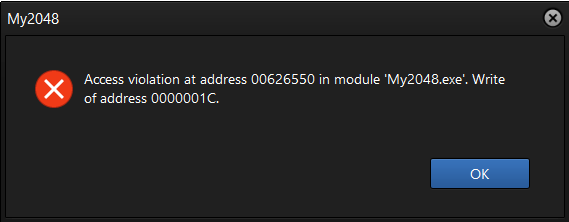 My2048
Access violation at address 00626550 in module 'My2048.exe'. Write
of address 0000001C.
OK